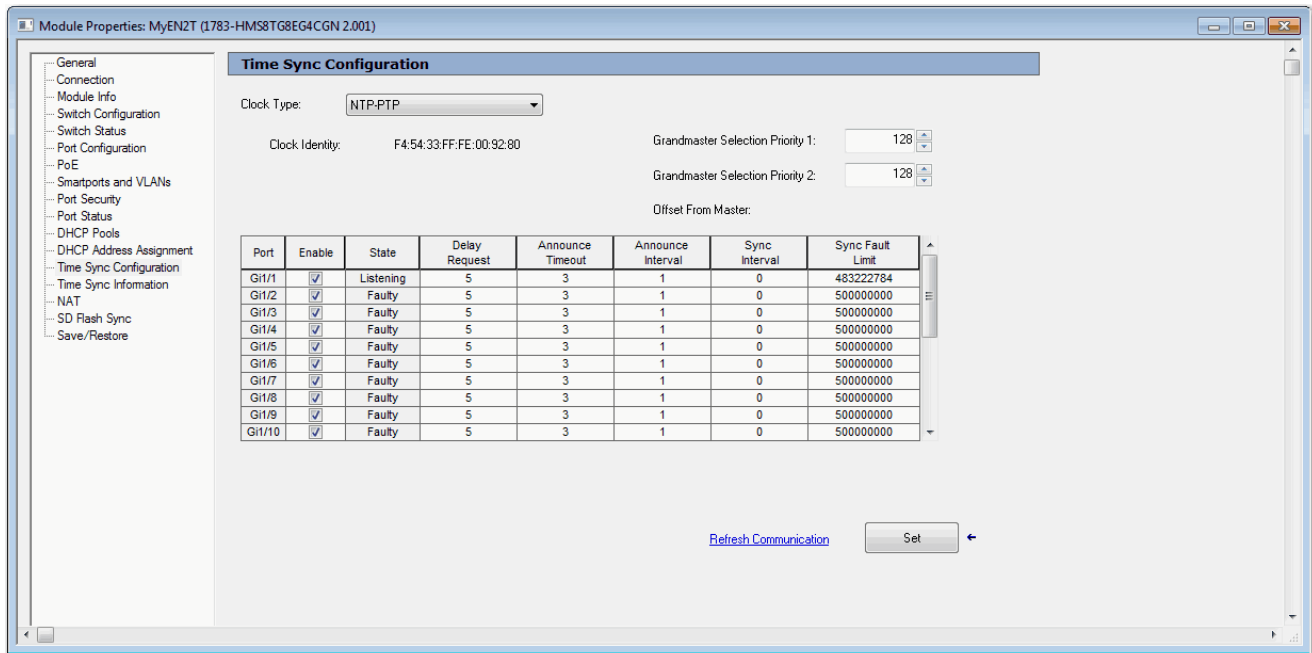 Module Properties: MyEN2T (1783-HMS8TG8EG4CGN 2.001)
General
Connection
Module Info
Switch Configuration
Switch Status
Port Configuration
PoE
Smartports and VLANs
Port Security
Port Status
DHCP Pools
DHCP Address Assignment
Time Sync Configuration
Time Sync Information
NAT
SD Flash Sync
Save/Restore
Time Sync Configuration
Clock Type: NTP-PTP
Clock Identity: F4:54:33:FF:FE:00:92:80
Grandmaster Selection Priority 1: 128
Grandmaster Selection Priority 2: 128
Offset From Master:
Port Enable State Delay Request Announce Timeout Announce Interval Sync Interval Sync Fault Limit
Gi1/1 Listening 5 3 1 0 483222784
Gi1/2 Faulty 5 3 1 0 500000000
Gi1/3 Faulty 5 3 1 0 500000000
Gi1/4 Faulty 5 3 1 0 500000000
Gi1/5 Faulty 5 3 1 0 500000000
Gi1/6 Faulty 5 3 1 0 500000000
Gi1/7 Faulty 5 3 1 0 500000000
Gi1/8 Faulty 5 3 1 0 500000000
Gi1/9 Faulty 5 3 1 0 500000000
Gi1/10 Faulty 5 3 1 0 500000000
Refresh Communication Set